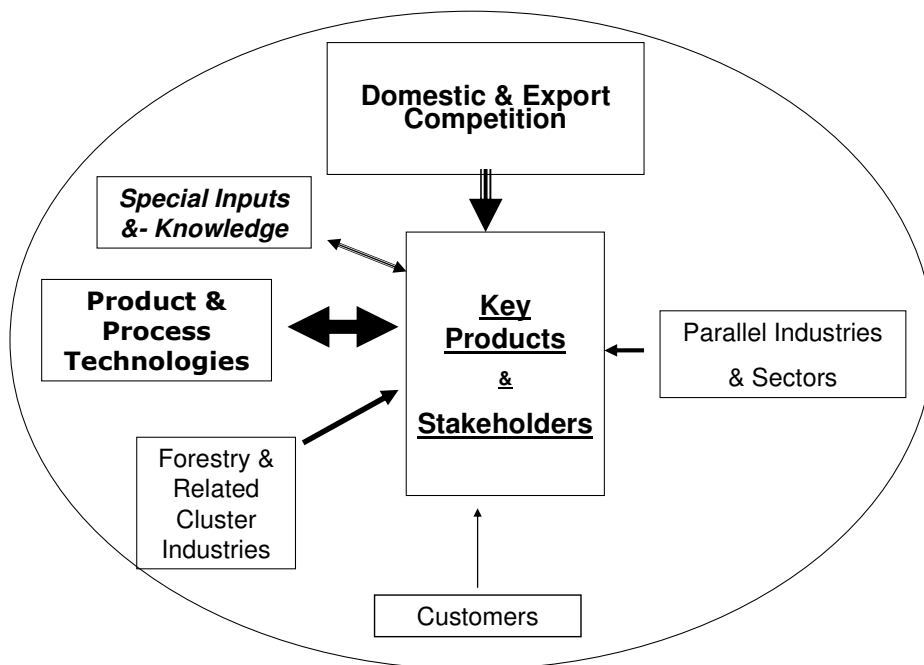 Domestic & Export
Competition
Special Inputs
&- Knowledge
Product &
Process
Technologies
Key
Products
&
Stakeholders
Parallel Industries
& Sectors
Forestry &
Related
Cluster
Industries
Customers